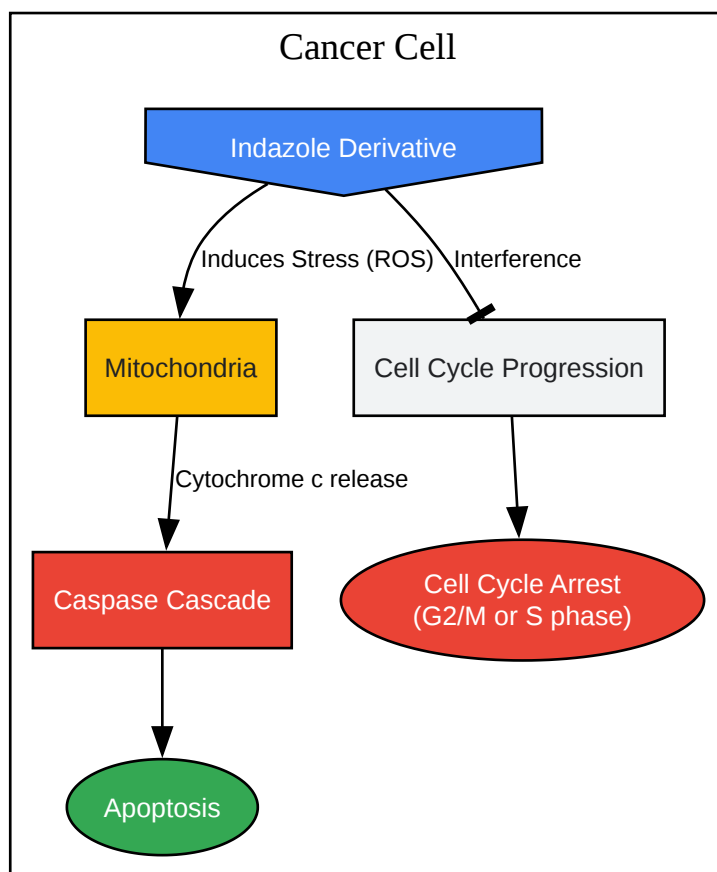 Cancer Cell
Indazole Derivative
Induces Stress (ROS)
Interference
Mitochondria
Cell Cycle Progression
Cytochrome c release
Caspase Cascade
Cell Cycle Arrest
(G2/M or S phase)
Apoptosis